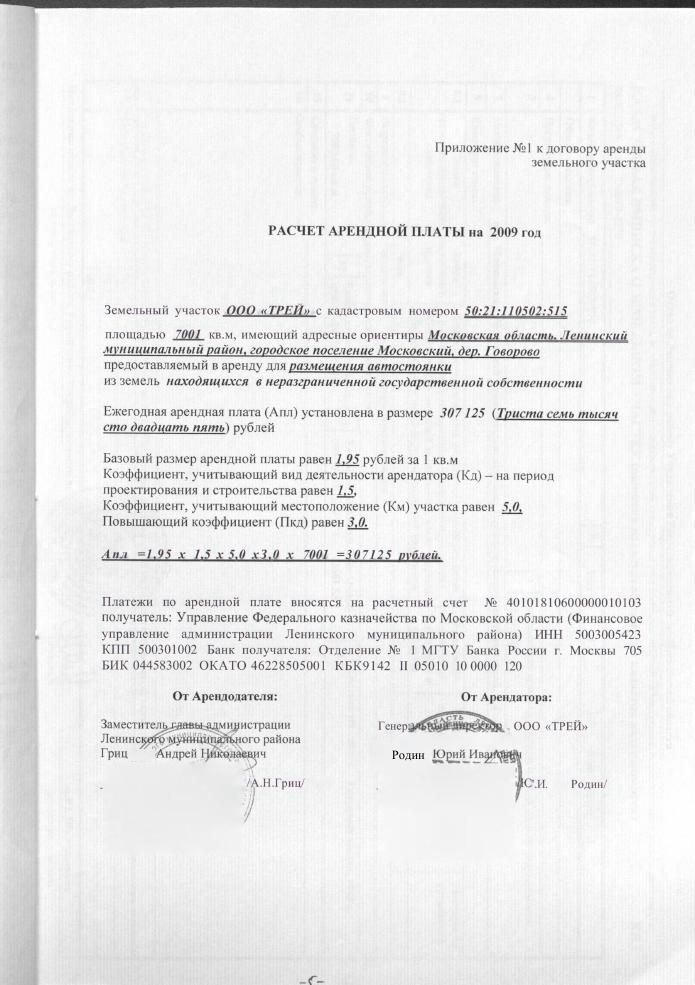 Приложение №1 к договору аренды
земельного участка
РАСЧЕТ АРЕНДНОЙ ПЛАТЫ на 2009 год
Земельный участок ООО «ТРЕЙ» с кадастровым номером 50:21:110502:515
площадью 7001 кв.м, имеющий адресные ориентиры Московская область, Ленинский
муниципальный район, городское поселение Московский, дер. Говорово
предоставляемый в аренду для размещения автостоянки
из земель находящихся в неразграниченной государственной собственности
Ежегодная арендная плата (Апл) установлена в размере 307 125 (Триста семь тысяч
сто двадцать пять) рублей
Базовый размер арендной платы равен 1,95 рублей за 1 кв.м
Коэффициент, учитывающий вид деятельности арендатора (Кд) – на период
проектирования и строительства равен 1,5,
Коэффициент, учитывающий местоположение (Км) участка равен 5,0,
Повышающий коэффициент (Пкд) равен 3,0.
Апл =1,95 х 1,5 х 5,0 х3,0 х 7001 =307125 рублей.
Платежи по арендной плате вносятся на расчетный счет № 40101810600000010103
получатель: Управление Федерального казначейства по Московской области (Финансовое
управление администрации Ленинского муниципального района) ИНН 5003005423
КПП 500301002 Банк получателя: Отделение № 1 МГТУ Банка России г. Москвы 705
БИК 044583002 ОКАТО 46228505001 КБК9142 II 05010 10 0000 120
От Арендодателя: От Арендатора:
Заместитель главы администрации Генеральный директор ООО «ТРЕЙ»
Ленинского муниципального района
Гриц Андрей Николаевич Родин Юрий Иванович
/А.Н.Гриц/ Ю.И. Родин/
-5-